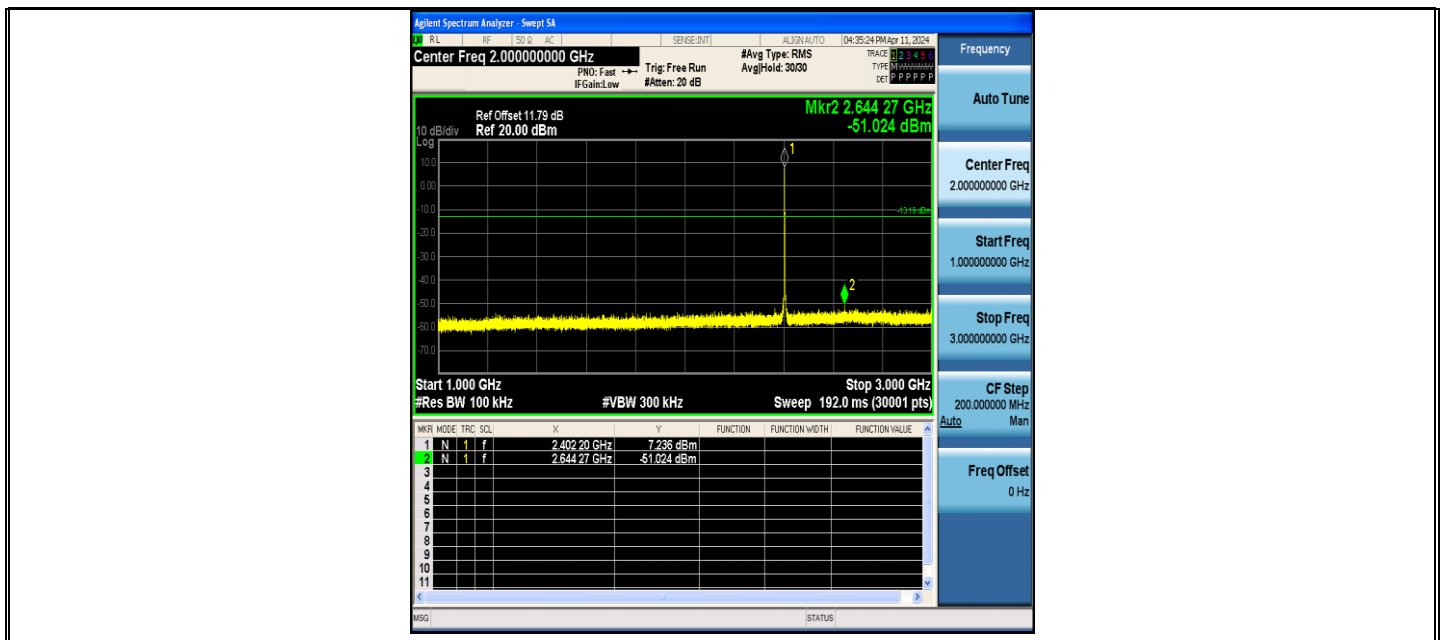 Agilent Spectrum Analyzer - Swept SA
RL RF 50 Ω AC SENSE:INT ALIGN AUTO 04:35:24 PM Apr 11, 2024
Center Freq 2.000000000 GHz
PNO: Fast
IFGain:Low
Trig: Free Run
#Atten: 20 dB
#Avg Type: RMS
Avg|Hold: 30/30
TRACE 1 2 3 4 5 6
TYPE
DET P P P P P P
Mkr2 2.644 27 GHz
-51.024 dBm
Ref Offset 11.79 dB
10 dB/div Ref 20.00 dBm
Log
1
10.0
0.00
-10.0
-13.19 dBm
-20.0
-30.0
-40.0
2
-50.0
-60.0
-70.0
Start 1.000 GHz Stop 3.000 GHz
#Res BW 100 kHz #VBW 300 kHz Sweep 192.0 ms (30001 pts)
MKR MODE TRC SCL X Y FUNCTION FUNCTION WIDTH FUNCTION VALUE
1 N 1 f 2.402 20 GHz 7.236 dBm
2 N 1 f 2.644 27 GHz -51.024 dBm
3
4
5
6
7
8
9
10
11
MSG STATUS
Frequency
Auto Tune
Center Freq
2.000000000 GHz
Start Freq
1.000000000 GHz
Stop Freq
3.000000000 GHz
CF Step
200.000000 MHz
Auto Man
Freq Offset
0 Hz